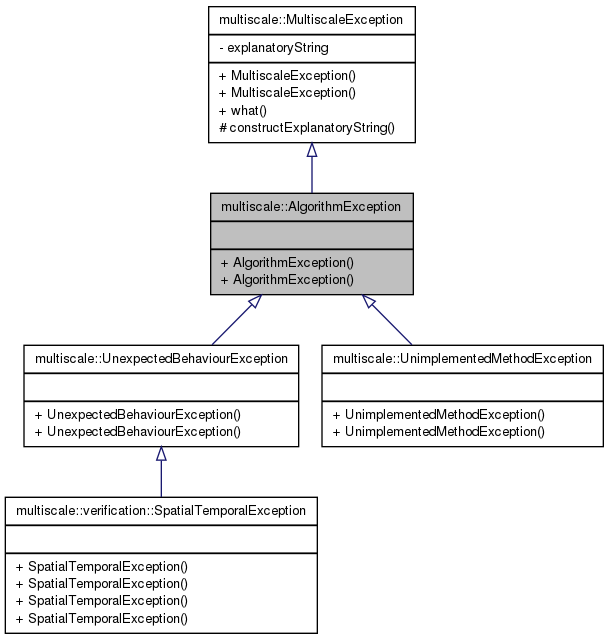 multiscale::MultiscaleException
- explanatoryString
+ MultiscaleException()
+ MultiscaleException()
+ what()
# constructExplanatoryString()
multiscale::AlgorithmException
+ AlgorithmException()
+ AlgorithmException()
multiscale::UnexpectedBehaviourException
+ UnexpectedBehaviourException()
+ UnexpectedBehaviourException()
multiscale::UnimplementedMethodException
+ UnimplementedMethodException()
+ UnimplementedMethodException()
multiscale::verification::SpatialTemporalException
+ SpatialTemporalException()
+ SpatialTemporalException()
+ SpatialTemporalException()
+ SpatialTemporalException()